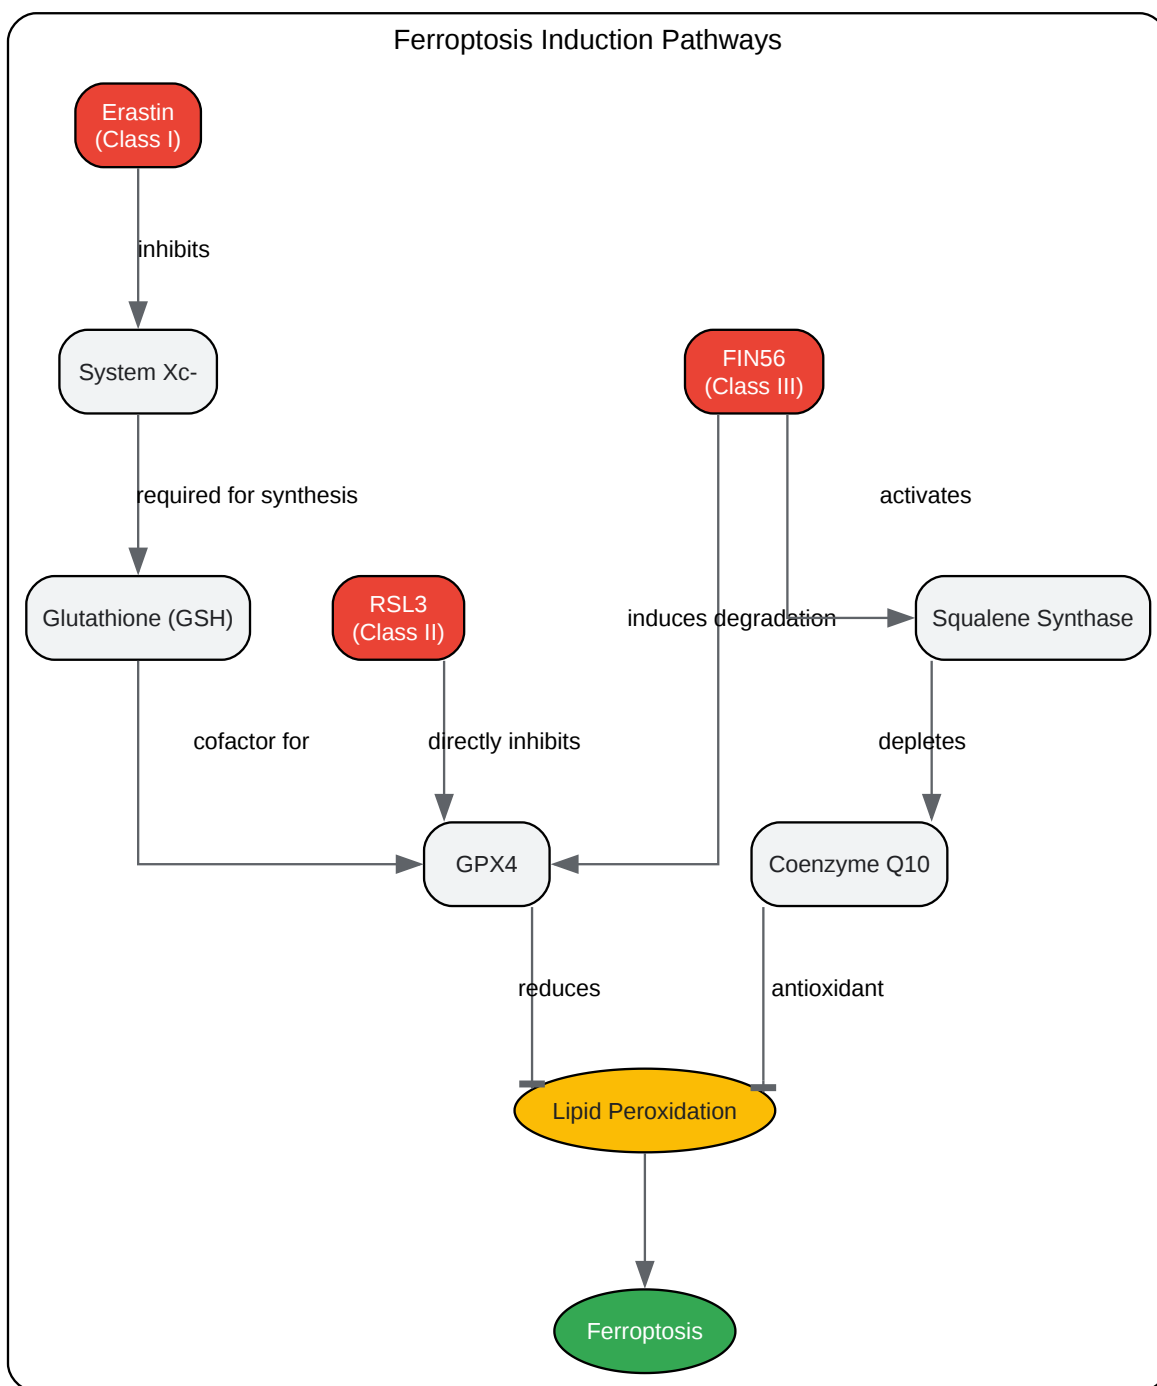 Ferroptosis Induction Pathways
Erastin
(Class I)
inhibits
System Xc-
FIN56
(Class III)
required for synthesis
activates
Glutathione (GSH)
RSL3
(Class II)
induces degradation
Squalene Synthase
cofactor for
directly inhibits
depletes
GPX4
Coenzyme Q10
reduces
antioxidant
Lipid Peroxidation
Ferroptosis